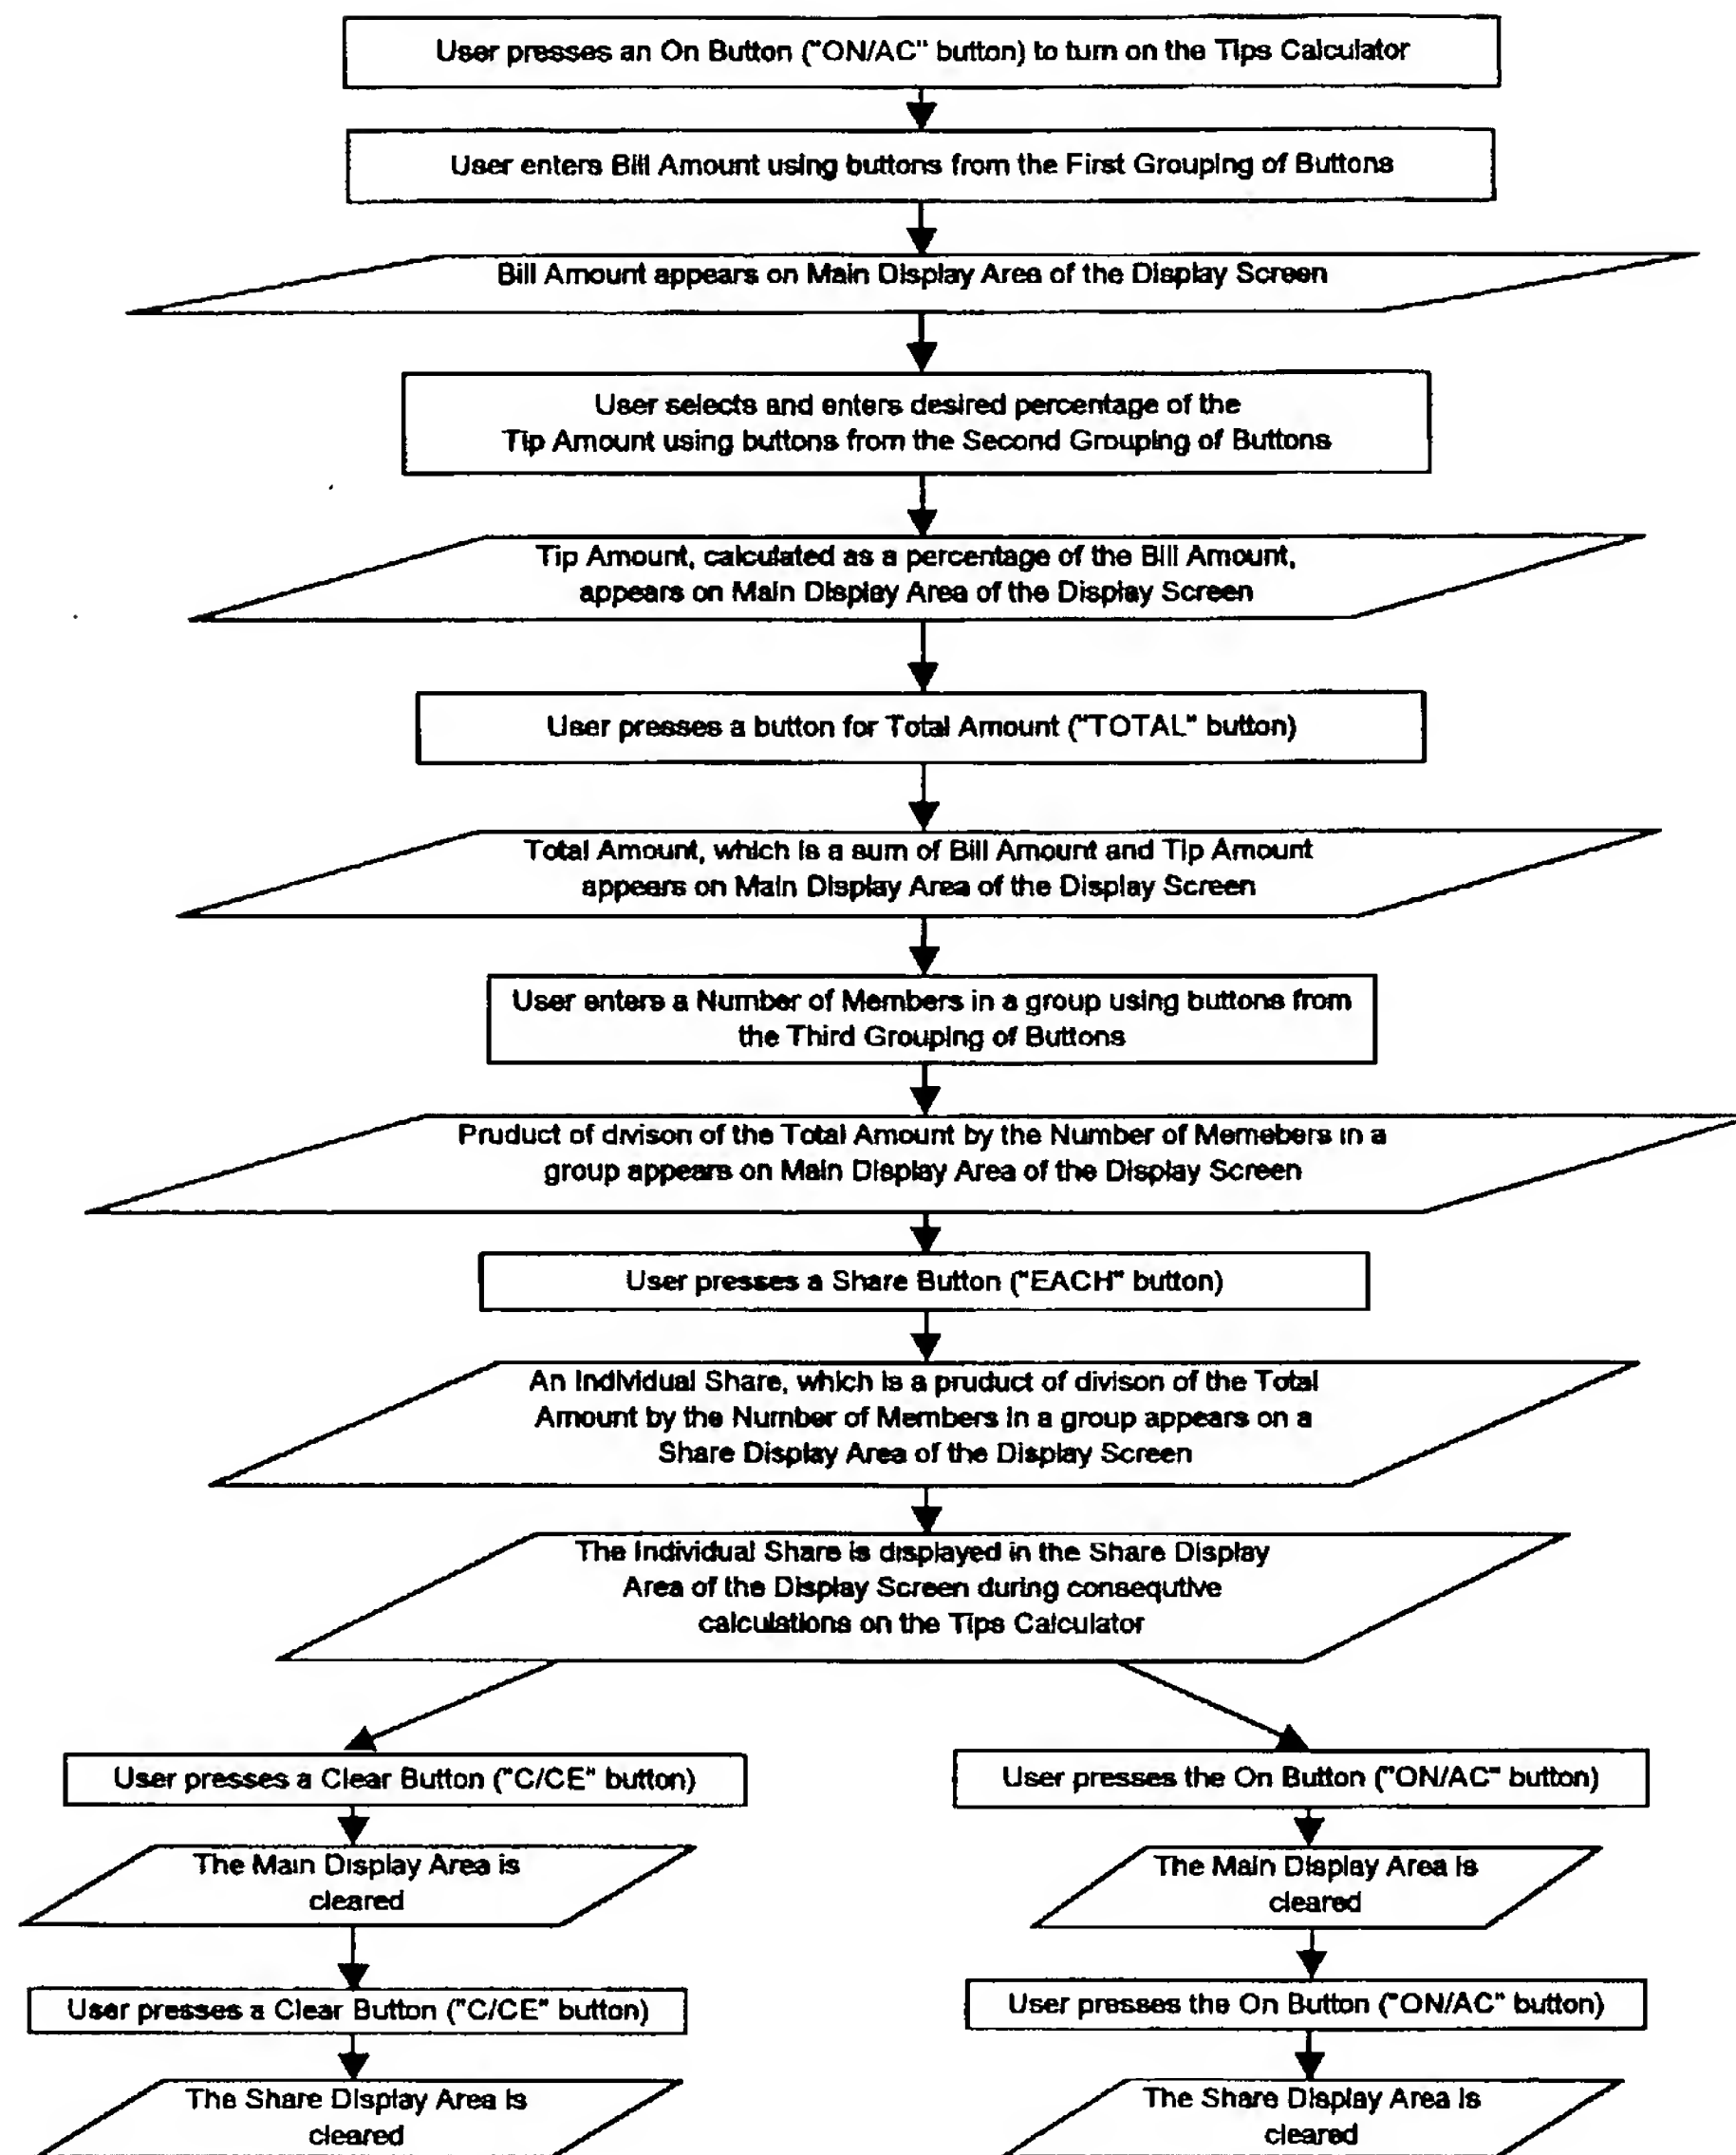 User presses an On Button ("ON/AC" button) to turn on the Tips Calculator
User enters Bill Amount using buttons from the First Grouping of Buttons
Bill Amount appears on Main Display Area of the Display Screen
User selects and enters desired percentage of the
Tip Amount using buttons from the Second Grouping of Buttons
Tip Amount, calculated as a percentage of the Bill Amount,
appears on Main Display Area of the Display Screen
User presses a button for Total Amount ("TOTAL" button)
Total Amount, which is a sum of Bill Amount and Tip Amount
appears on Main Display Area of the Display Screen
User enters a Number of Members in a group using buttons from
the Third Grouping of Buttons
Pruduct of divison of the Total Amount by the Number of Memebers in a
group appears on Main Display Area of the Display Screen
User presses a Share Button ("EACH" button)
An Individual Share, which is a pruduct of divison of the Total
Amount by the Number of Members in a group appears on a
Share Display Area of the Display Screen
The Individual Share is displayed in the Share Display
Area of the Display Screen during consequtive
calculations on the Tips Calculator
User presses a Clear Button ("C/CE" button)
The Main Display Area is
cleared
User presses a Clear Button ("C/CE" button)
The Share Display Area is
cleared
User presses the On Button ("ON/AC" button)
The Main Display Area is
cleared
User presses the On Button ("ON/AC" button)
The Share Display Area is
cleared